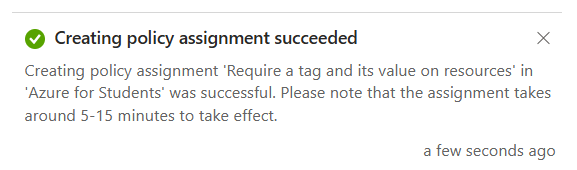 Creating policy assignment succeeded
Creating policy assignment 'Require a tag and its value on resources' in
'Azure for Students' was successful. Please note that the assignment takes
around 5-15 minutes to take effect.
a few seconds ago